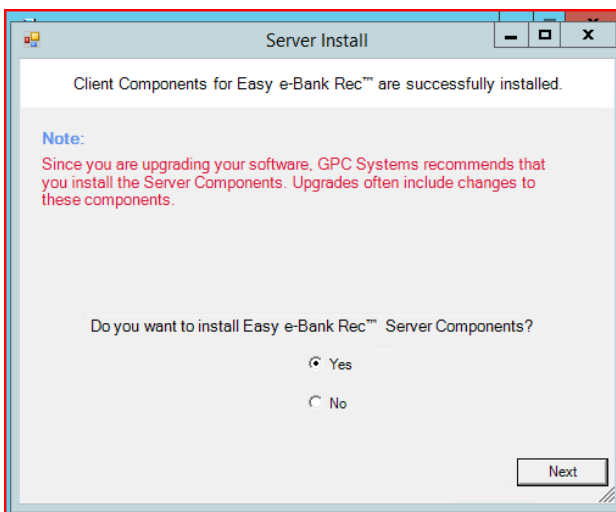 Server Install
Client Components for Easy e-Bank Rec™ are successfully installed.
Note:
Since you are upgrading your software, GPC Systems recommends that
you install the Server Components. Upgrades often include changes to
these components.
Do you want to install Easy e-Bank Rec™ Server Components?
Yes
No
Next